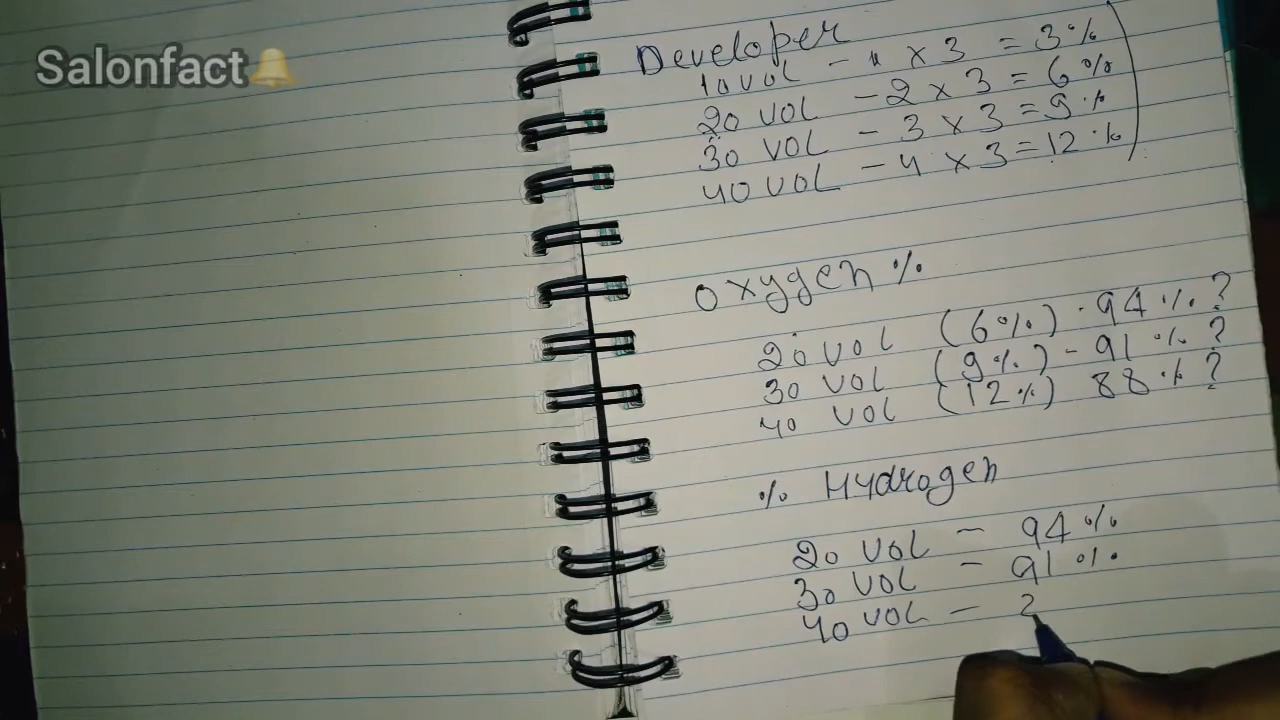 Salonfact
Developer
10 VOL - 1 x 3 = 3%
20 VOL - 2 x 3 = 6%
30 VOL - 3 x 3 = 9%
40 VOL - 4 x 3 = 12%
Oxygen %
20 VOL (6%) - 94%?
30 VOL (9%) - 91%?
40 VOL (12%) 88%?
% Hydrogen
20 VOL - 94%
30 VOL - 91%
40 VOL -